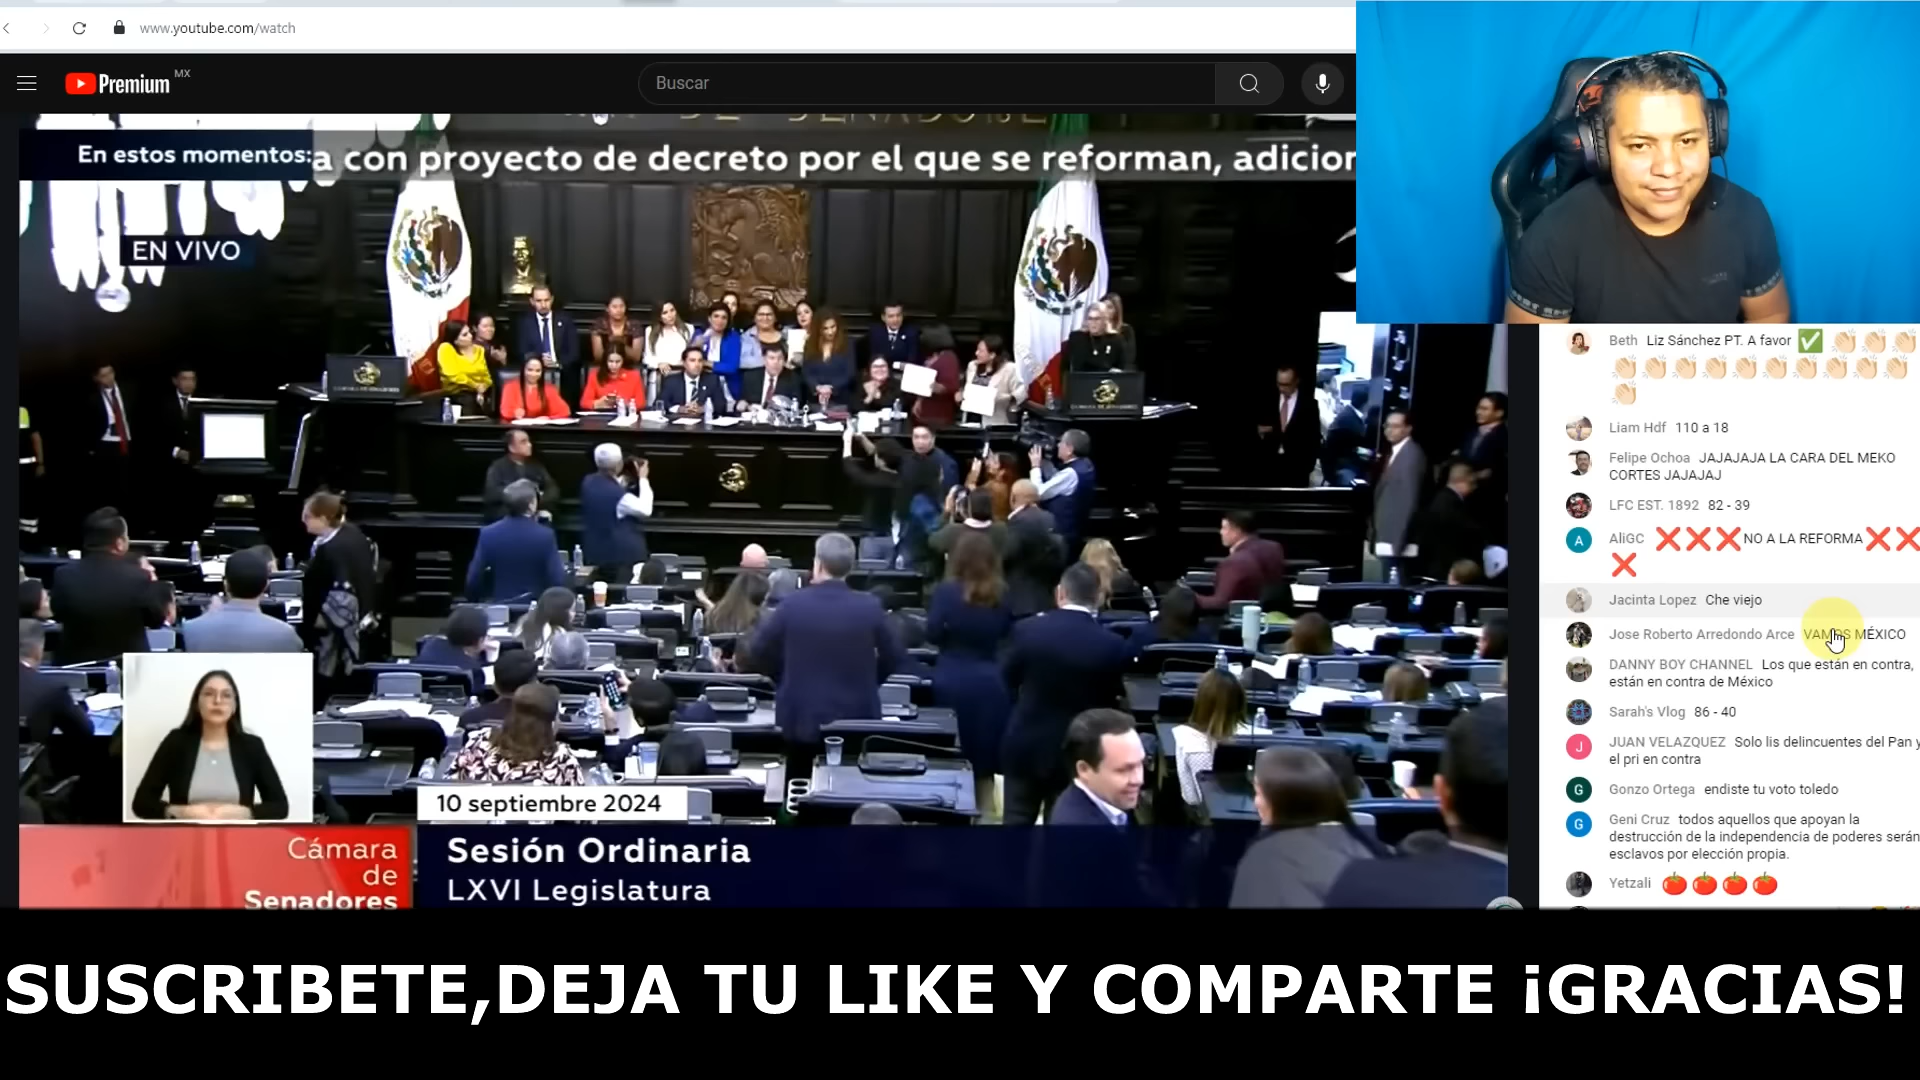 www.youtube.com/watch
Premium MX
Buscar
DE SENADORE
En estos momentos:
a con proyecto de decreto por el que se reforman, adicion
EN VIVO
10 septiembre 2024
Cámara
de
Senadores
Sesión Ordinaria
LXVI Legislatura
Beth Liz Sánchez PT. A favor ✅ 👏🏻👏🏻👏🏻
👏🏻👏🏻👏🏻👏🏻👏🏻👏🏻👏🏻👏🏻👏🏻👏🏻
👏🏻
Liam Hdf 110 a 18
Felipe Ochoa JAJAJAJA LA CARA DEL MEKO
CORTES JAJAJAJ
LFC EST. 1892 82 - 39
A
AliGC ❌❌❌NO A LA REFORMA❌❌
❌
Jacinta Lopez Che viejo
Jose Roberto Arredondo Arce VAMOS MÉXICO
DANNY BOY CHANNEL Los que están en contra,
están en contra de México
Sarah's Vlog 86 - 40
J
JUAN VELAZQUEZ Solo lis delincuentes del Pan y
el pri en contra
G
Gonzo Ortega endiste tu voto toledo
G
Geni Cruz todos aquellos que apoyan la
destrucción de la independencia de poderes serán
esclavos por elección propia.
Yetzali 🍅🍅🍅🍅
SUSCRIBETE,DEJA TU LIKE Y COMPARTE ¡GRACIAS!